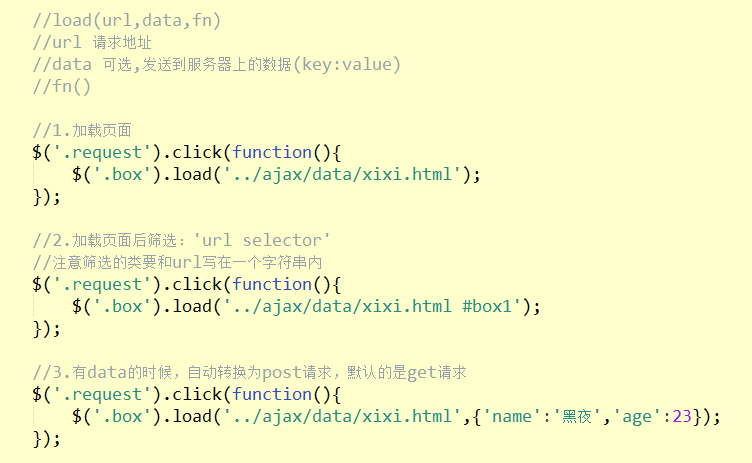 //load(url,data,fn)
//url 请求地址
//data 可选,发送到服务器上的数据(key:value)
//fn()
//1.加载页面
$('.request').click(function(){
$('.box').load('../ajax/data/xixi.html');
});
//2.加载页面后筛选：'url selector'
//注意筛选的类要和url写在一个字符串内
$('.request').click(function(){
$('.box').load('../ajax/data/xixi.html #box1');
});
//3.有data的时候，自动转换为post请求，默认的是get请求
$('.request').click(function(){
$('.box').load('../ajax/data/xixi.html',{'name':'黑夜','age':23});
});